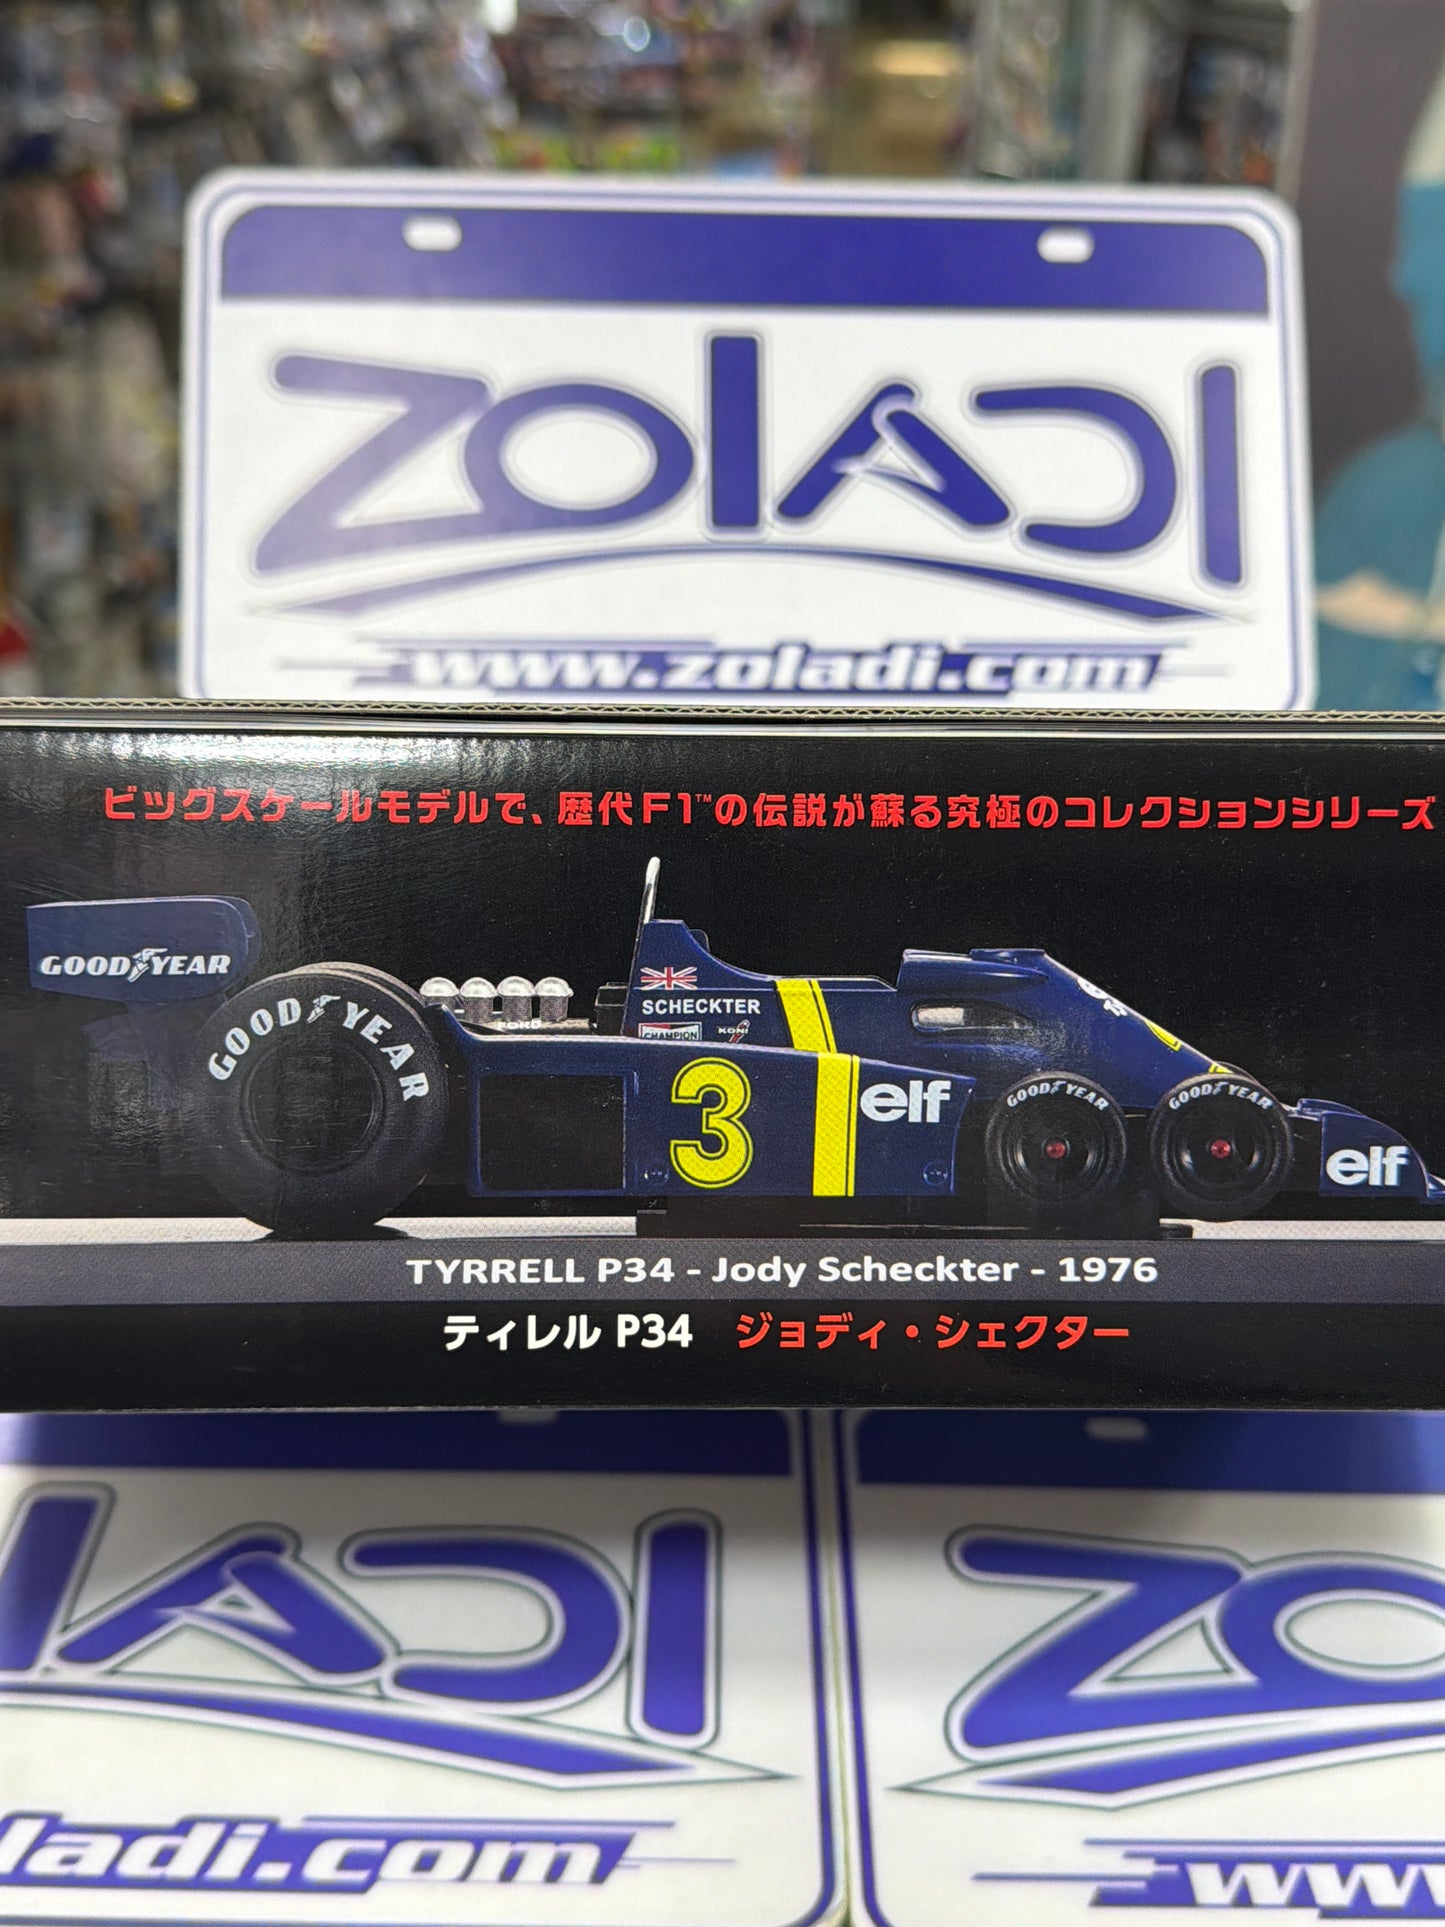 ZOlADI
www.zoladi.com
ビッグスケールモデルで、歴代F1™の伝説が蘇る究極のコレクションシリーズ
GOODYEAR
GOODYEAR
FORD
SCHECKTER
CHAMPION
KONI
3
elf
GOODYEAR
GOODYEAR
elf
TYRRELL P34 - Jody Scheckter - 1976
ティレル P34 ジョディ・シェクター
lADI
ladi.com
ZO
www